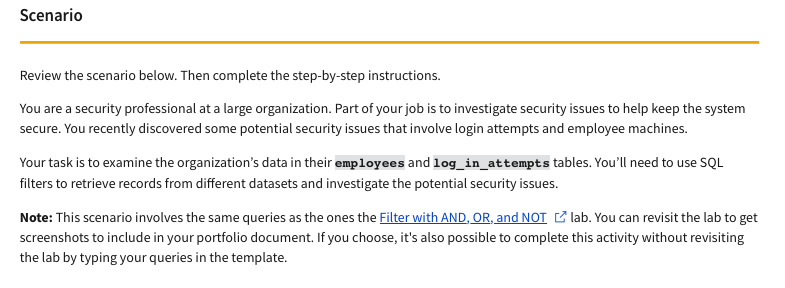 Scenario
Review the scenario below. Then complete the step-by-step instructions.
You are a security professional at a large organization. Part of your job is to investigate security issues to help keep the system
secure. You recently discovered some potential security issues that involve login attempts and employee machines.
Your task is to examine the organization’s data in their employees and log_in_attempts tables. You’ll need to use SQL
filters to retrieve records from different datasets and investigate the potential security issues.
Note: This scenario involves the same queries as the ones the Filter with AND, OR, and NOT lab. You can revisit the lab to get
screenshots to include in your portfolio document. If you choose, it's also possible to complete this activity without revisiting
the lab by typing your queries in the template.